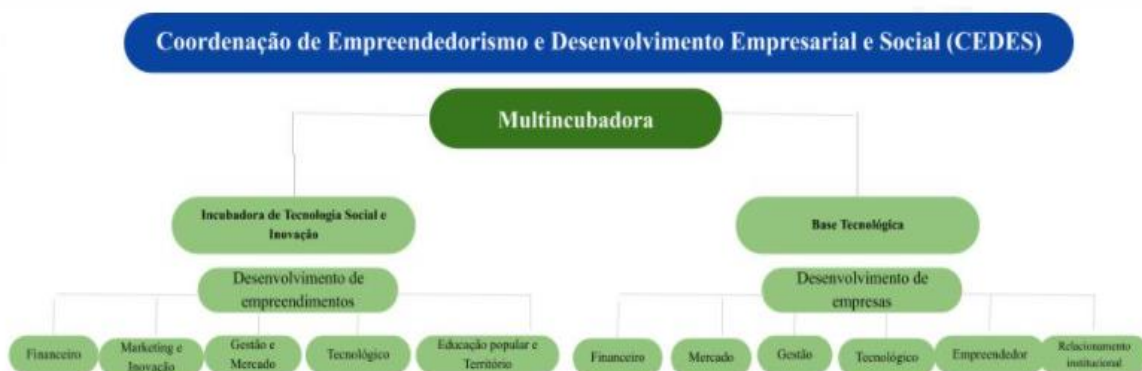 Coordenação de Empreendedorismo e Desenvolvimento Empresarial e Social (CEDES)
Multincubadora
Incubadora de Tecnologia Social e
Inovação
Base Tecnológica
Desenvolvimento de
empreendimentos
Desenvolvimento de
empresas
Financeiro
Marketing e
Inovação
Gestão e
Mercado
Tecnológico
Educação popular e
Território
Financeiro
Mercado
Gestão
Tecnológico
Empreendedor
Relacionamento
institucional